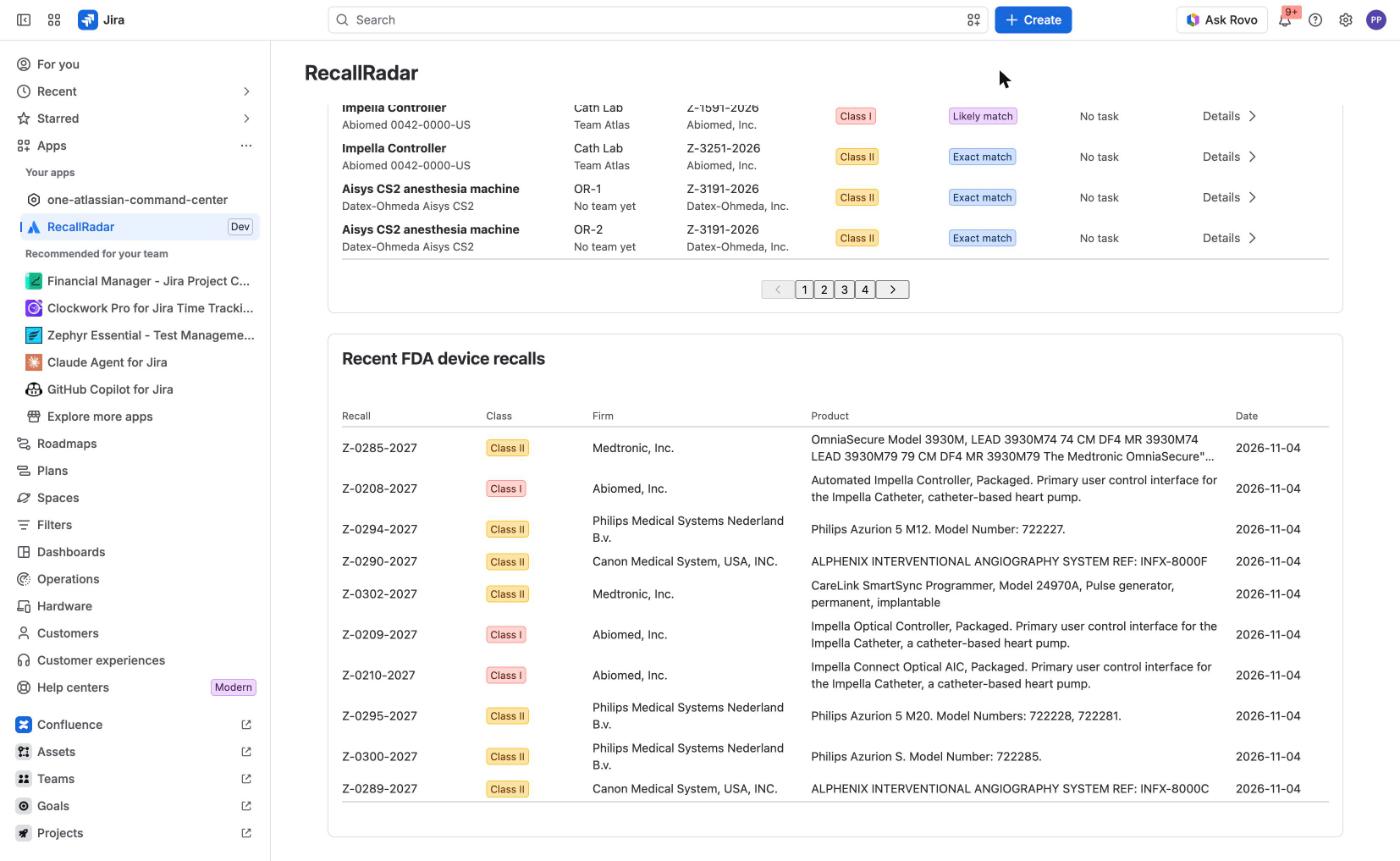 Jira
Search
Create
Ask Rovo
9+
PP
For you
Recent
Starred
Apps
Your apps
one-atlassian-command-center
RecallRadar Dev
Recommended for your team
Financial Manager - Jira Project C...
Clockwork Pro for Jira Time Tracki...
Zephyr Essential - Test Manageme...
Claude Agent for Jira
GitHub Copilot for Jira
Explore more apps
Roadmaps
Plans
Spaces
Filters
Dashboards
Operations
Hardware
Customers
Customer experiences
Help centers Modern
Confluence
Assets
Teams
Goals
Projects
RecallRadar
Impella Controller Cath Lab Z-1591-2026 Class I Likely match No task Details
Abiomed 0042-0000-US Team Atlas Abiomed, Inc.
Impella Controller Cath Lab Z-3251-2026 Class II Exact match No task Details
Abiomed 0042-0000-US Team Atlas Abiomed, Inc.
Aisys CS2 anesthesia machine OR-1 Z-3191-2026 Class II Exact match No task Details
Datex-Ohmeda Aisys CS2 No team yet Datex-Ohmeda, Inc.
Aisys CS2 anesthesia machine OR-2 Z-3191-2026 Class II Exact match No task Details
Datex-Ohmeda Aisys CS2 No team yet Datex-Ohmeda, Inc.
1 2 3 4
Recent FDA device recalls
Recall Class Firm Product Date
Z-0285-2027 Class II Medtronic, Inc. OmniaSecure Model 3930M, LEAD 3930M74 74 CM DF4 MR 3930M74 2026-11-04
LEAD 3930M79 79 CM DF4 MR 3930M79 The Medtronic OmniaSecure"...
Z-0208-2027 Class I Abiomed, Inc. Automated Impella Controller, Packaged. Primary user control interface for 2026-11-04
the Impella Catheter, catheter-based heart pump.
Z-0294-2027 Class II Philips Medical Systems Nederland Philips Azurion 5 M12. Model Number: 722227. 2026-11-04
B.v.
Z-0290-2027 Class II Canon Medical System, USA, INC. ALPHENIX INTERVENTIONAL ANGIOGRAPHY SYSTEM REF: INFX-8000F 2026-11-04
Z-0302-2027 Class II Medtronic, Inc. CareLink SmartSync Programmer, Model 24970A, Pulse generator, 2026-11-04
permanent, implantable
Z-0209-2027 Class I Abiomed, Inc. Impella Optical Controller, Packaged. Primary user control interface for the 2026-11-04
Impella Catheter, a catheter-based heart pump.
Z-0210-2027 Class I Abiomed, Inc. Impella Connect Optical AIC, Packaged. Primary user control interface for 2026-11-04
the Impella Catheter, a catheter-based heart pump.
Z-0295-2027 Class II Philips Medical Systems Nederland Philips Azurion 5 M20. Model Numbers: 722228, 722281. 2026-11-04
B.v.
Z-0300-2027 Class II Philips Medical Systems Nederland Philips Azurion S. Model Number: 722285. 2026-11-04
B.v.
Z-0289-2027 Class II Canon Medical System, USA, INC. ALPHENIX INTERVENTIONAL ANGIOGRAPHY SYSTEM REF: INFX-8000C 2026-11-04